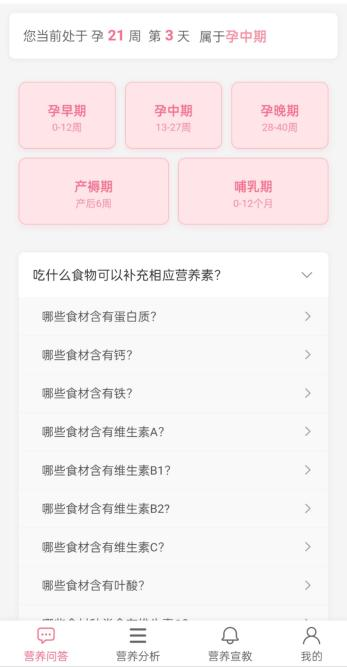 您当前处于 孕 21 周 第 3 天 属于孕中期
孕早期
0-12周
孕中期
13-27周
孕晚期
28-40周
产褥期
产后6周
哺乳期
0-12个月
吃什么食物可以补充相应营养素?
哪些食材含有蛋白质?
哪些食材含有钙?
哪些食材含有铁?
哪些食材含有维生素A?
哪些食材含有维生素B1?
哪些食材含有维生素B2?
哪些食材含有维生素C?
哪些食材含有叶酸?
营养问答
营养分析
营养宣教
我的